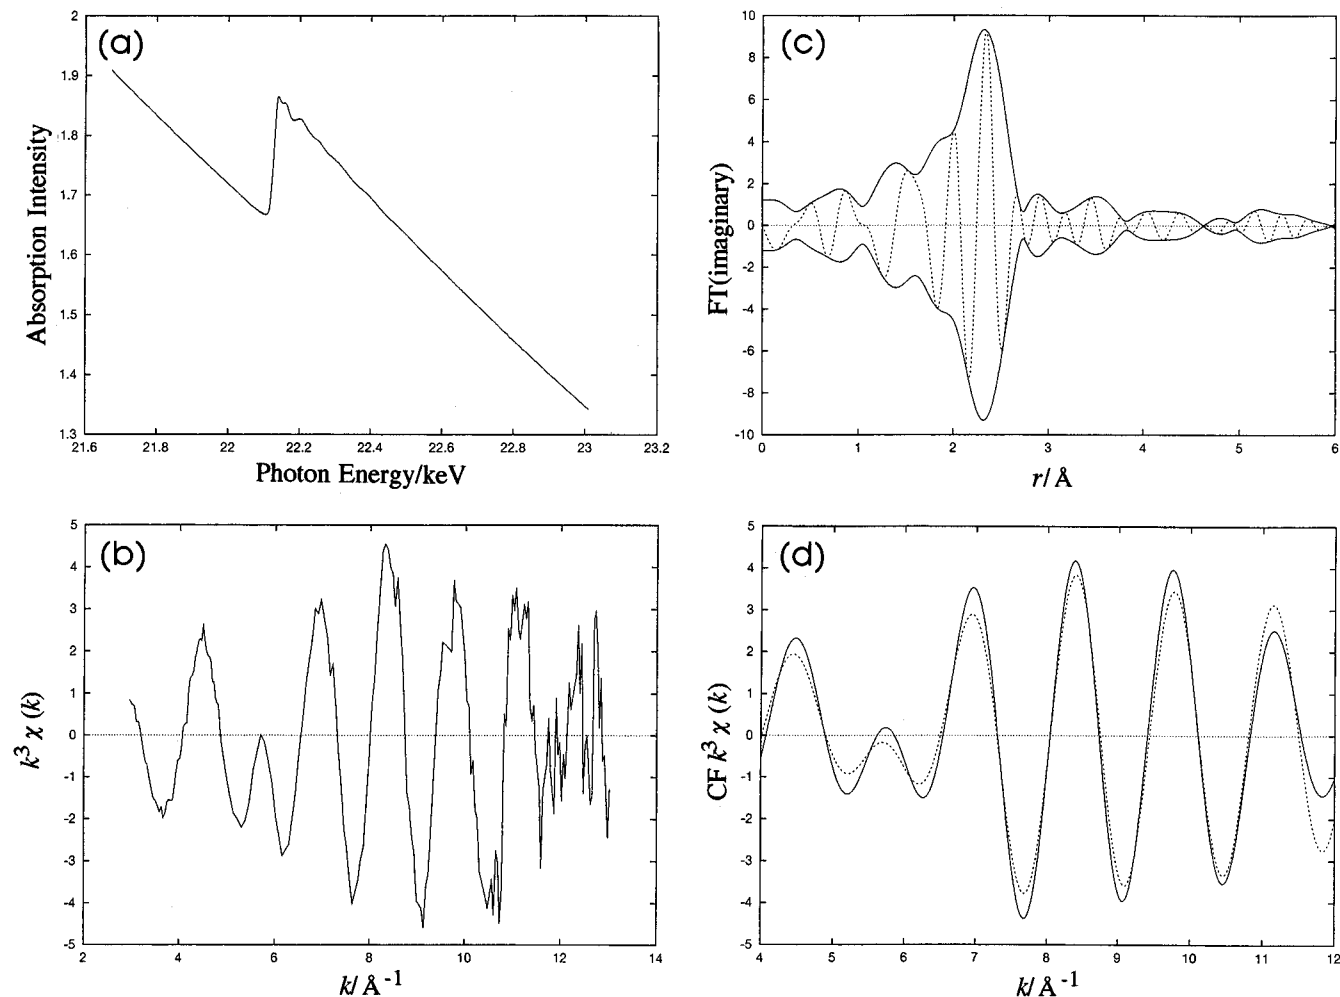 (a)
2
1.9
1.8
1.7
1.6
1.5
1.4
1.3
21.6 21.8 22 22.2 22.4 22.6 22.8 23 23.2
Absorption Intensity
Photon Energy/keV
(c)
10
8
6
4
2
0
-2
-4
-6
-8
-10
0 1 2 3 4 5 6
FT(imaginary)
r/Å
(b)
5
4
3
2
1
0
-1
-2
-3
-4
-5
2 4 6 8 10 12 14
k³ χ (k)
k/Å⁻¹
(d)
5
4
3
2
1
0
-1
-2
-3
-4
-5
4 5 6 7 8 9 10 11 12
CF k³ χ (k)
k/Å⁻¹